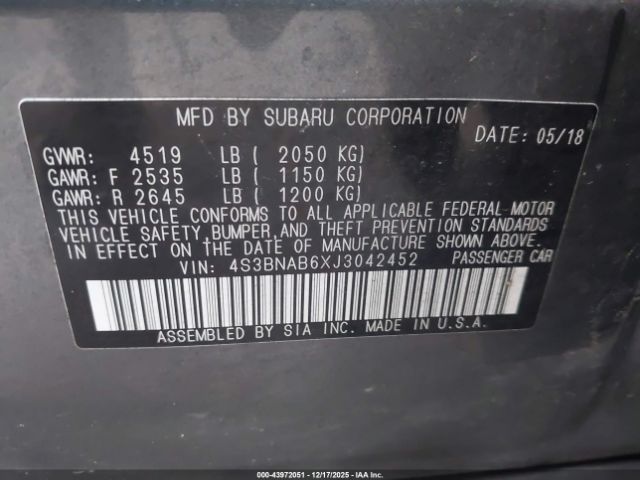 MFD BY SUBARU CORPORATION
DATE: 05/18
GVWR: 4519 LB ( 2050 KG)
GAWR: F 2535 LB ( 1150 KG)
GAWR: R 2645 LB ( 1200 KG)
THIS VEHICLE CONFORMS TO ALL APPLICABLE FEDERAL MOTOR
VEHICLE SAFETY, BUMPER, AND THEFT PREVENTION STANDARDS
IN EFFECT ON DATE OF MANUFACTURE SHOWN ABOVE.
VIN: 4S3BNAB6XJ3042452 PASSENGER CAR
ASSEMBLED BY SIA INC. MADE IN U.S.A.
000-43972051 - 12/17/2025 - IAAI.COM